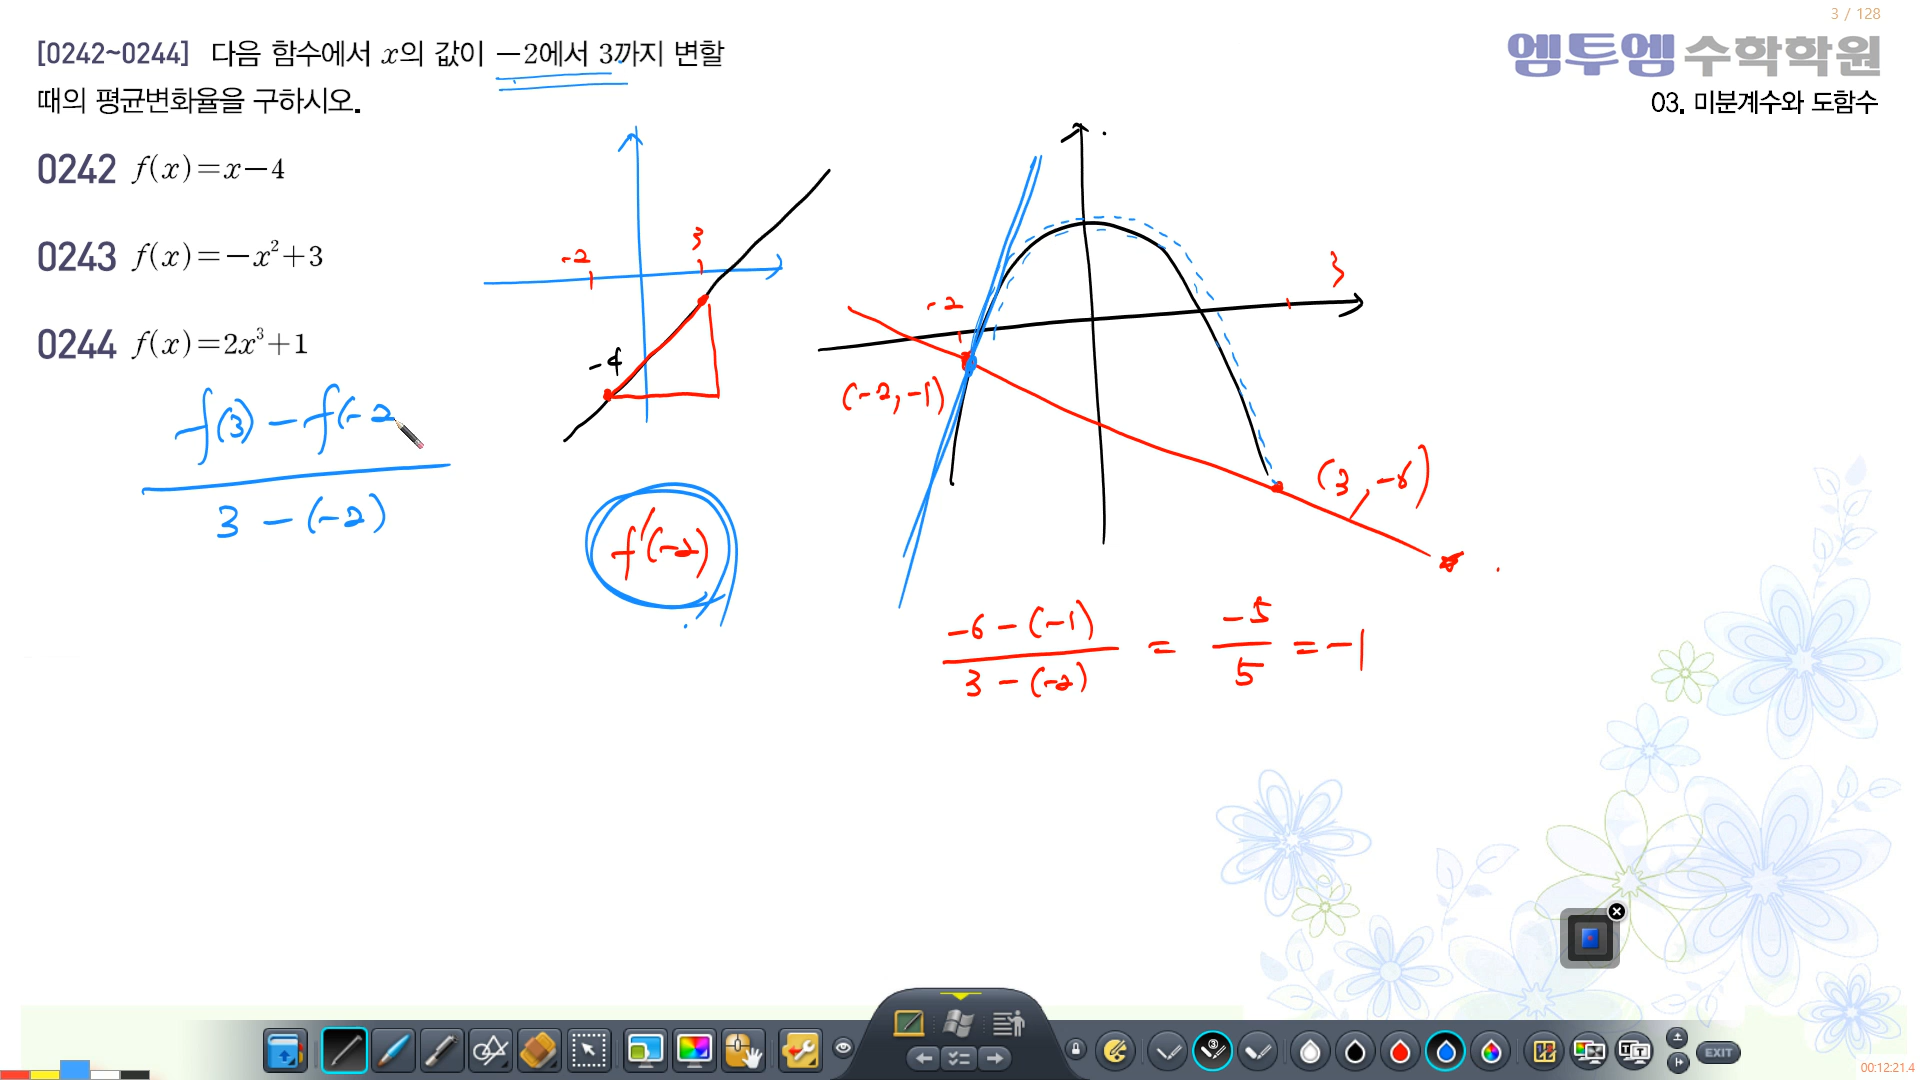 3 / 128
엠투엠 수학학원
03. 미분계수와 도함수
[0242~0244] 다음 함수에서 x의 값이 −2에서 3까지 변할
때의 평균변화율을 구하시오.
0242 f(x)=x−4
0243 f(x)=−x²+3
0244 f(x)=2x³+1
f(3) − f(−2
3 − (−2)
-2
3
-4
f'(-2)
-2
3
(-2, -1)
(3, -6)
-6 - (-1)
3 - (-2)
=
-5
5
= -1
EXIT
00:12:21.4